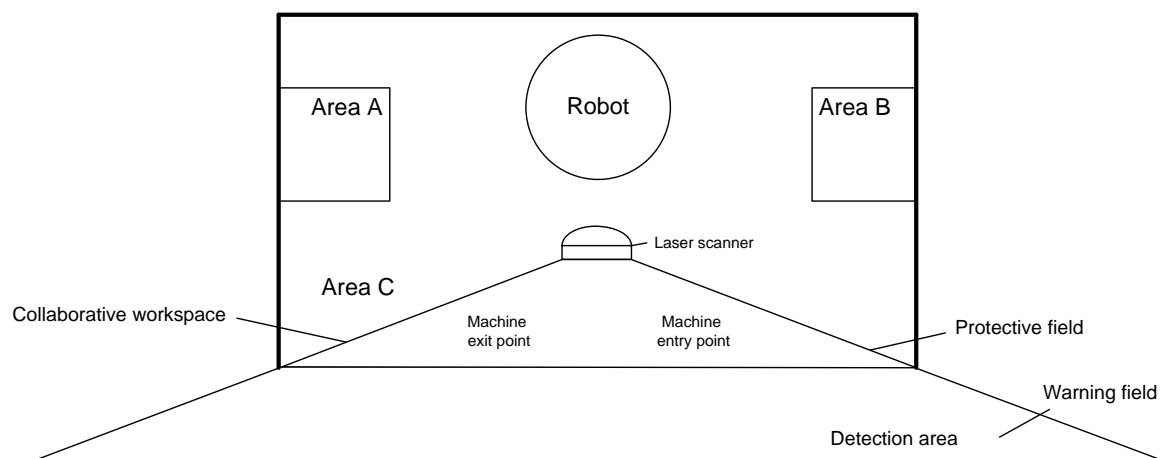 Area A
Robot
Area B
Laser scanner
Area C
Collaborative workspace
Machine
exit point
Machine
entry point
Protective field
Warning field
Detection area